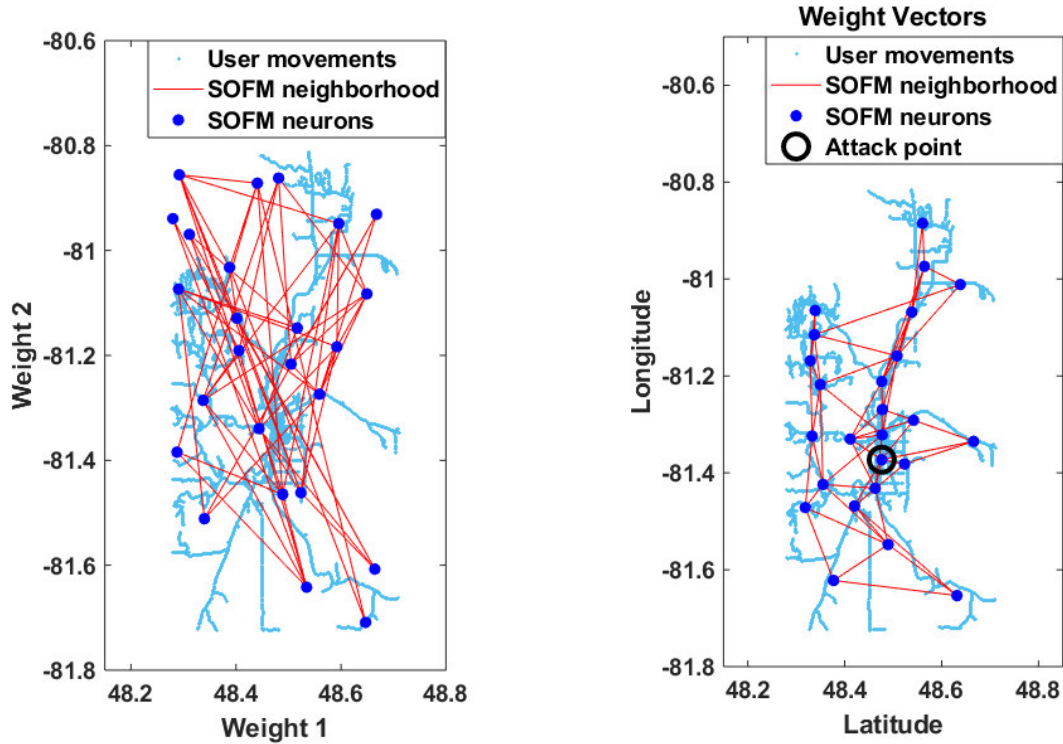 -80.6
User movements
SOFM neighborhood
SOFM neurons
-80.8
-81
-81.2
-81.4
-81.6
-81.8
Weight 2
48.2 48.4 48.6 48.8
Weight 1
Weight Vectors
User movements
SOFM neighborhood
SOFM neurons
Attack point
-80.6
-80.8
-81
-81.2
-81.4
-81.6
-81.8
Longitude
48.2 48.4 48.6 48.8
Latitude